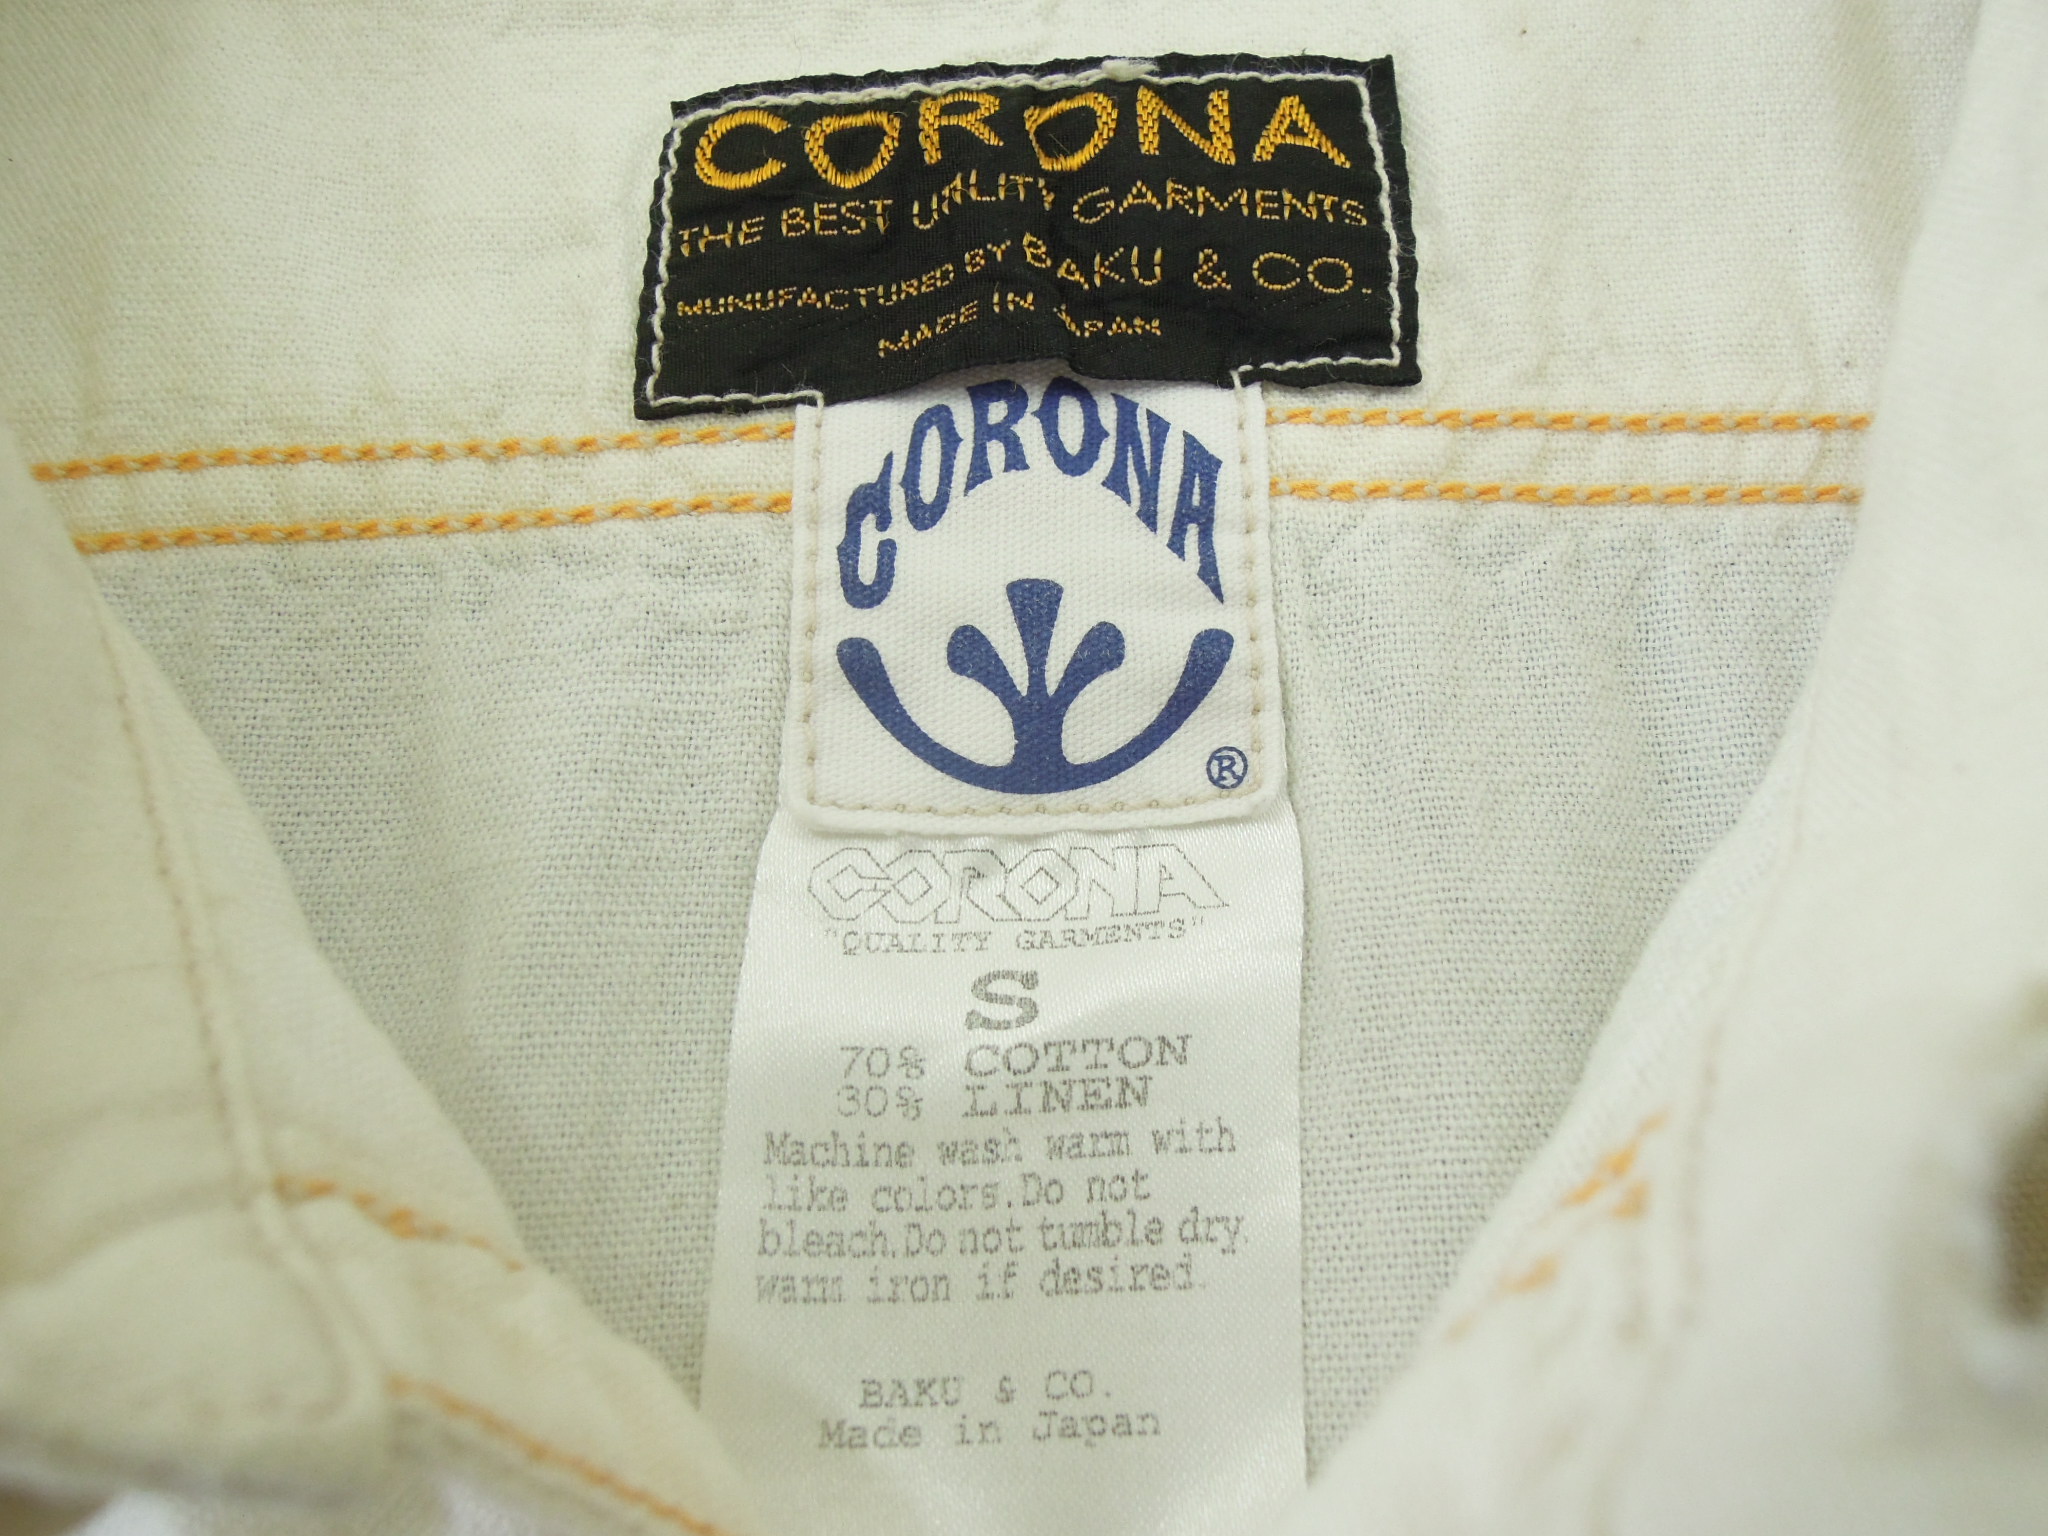 CORONA
THE BEST UTILITY GARMENTS
MUNUFACTURED BY BAKU & CO.
MADE IN JAPAN
CORONA
®
CORONA
"QUALITY GARMENTS"
S
70% COTTON
30% LINEN
Machine wash warm with
like colors.Do not
bleach.Do not tumble dry.
warm iron if desired.
BAKU & CO.
Made in Japan